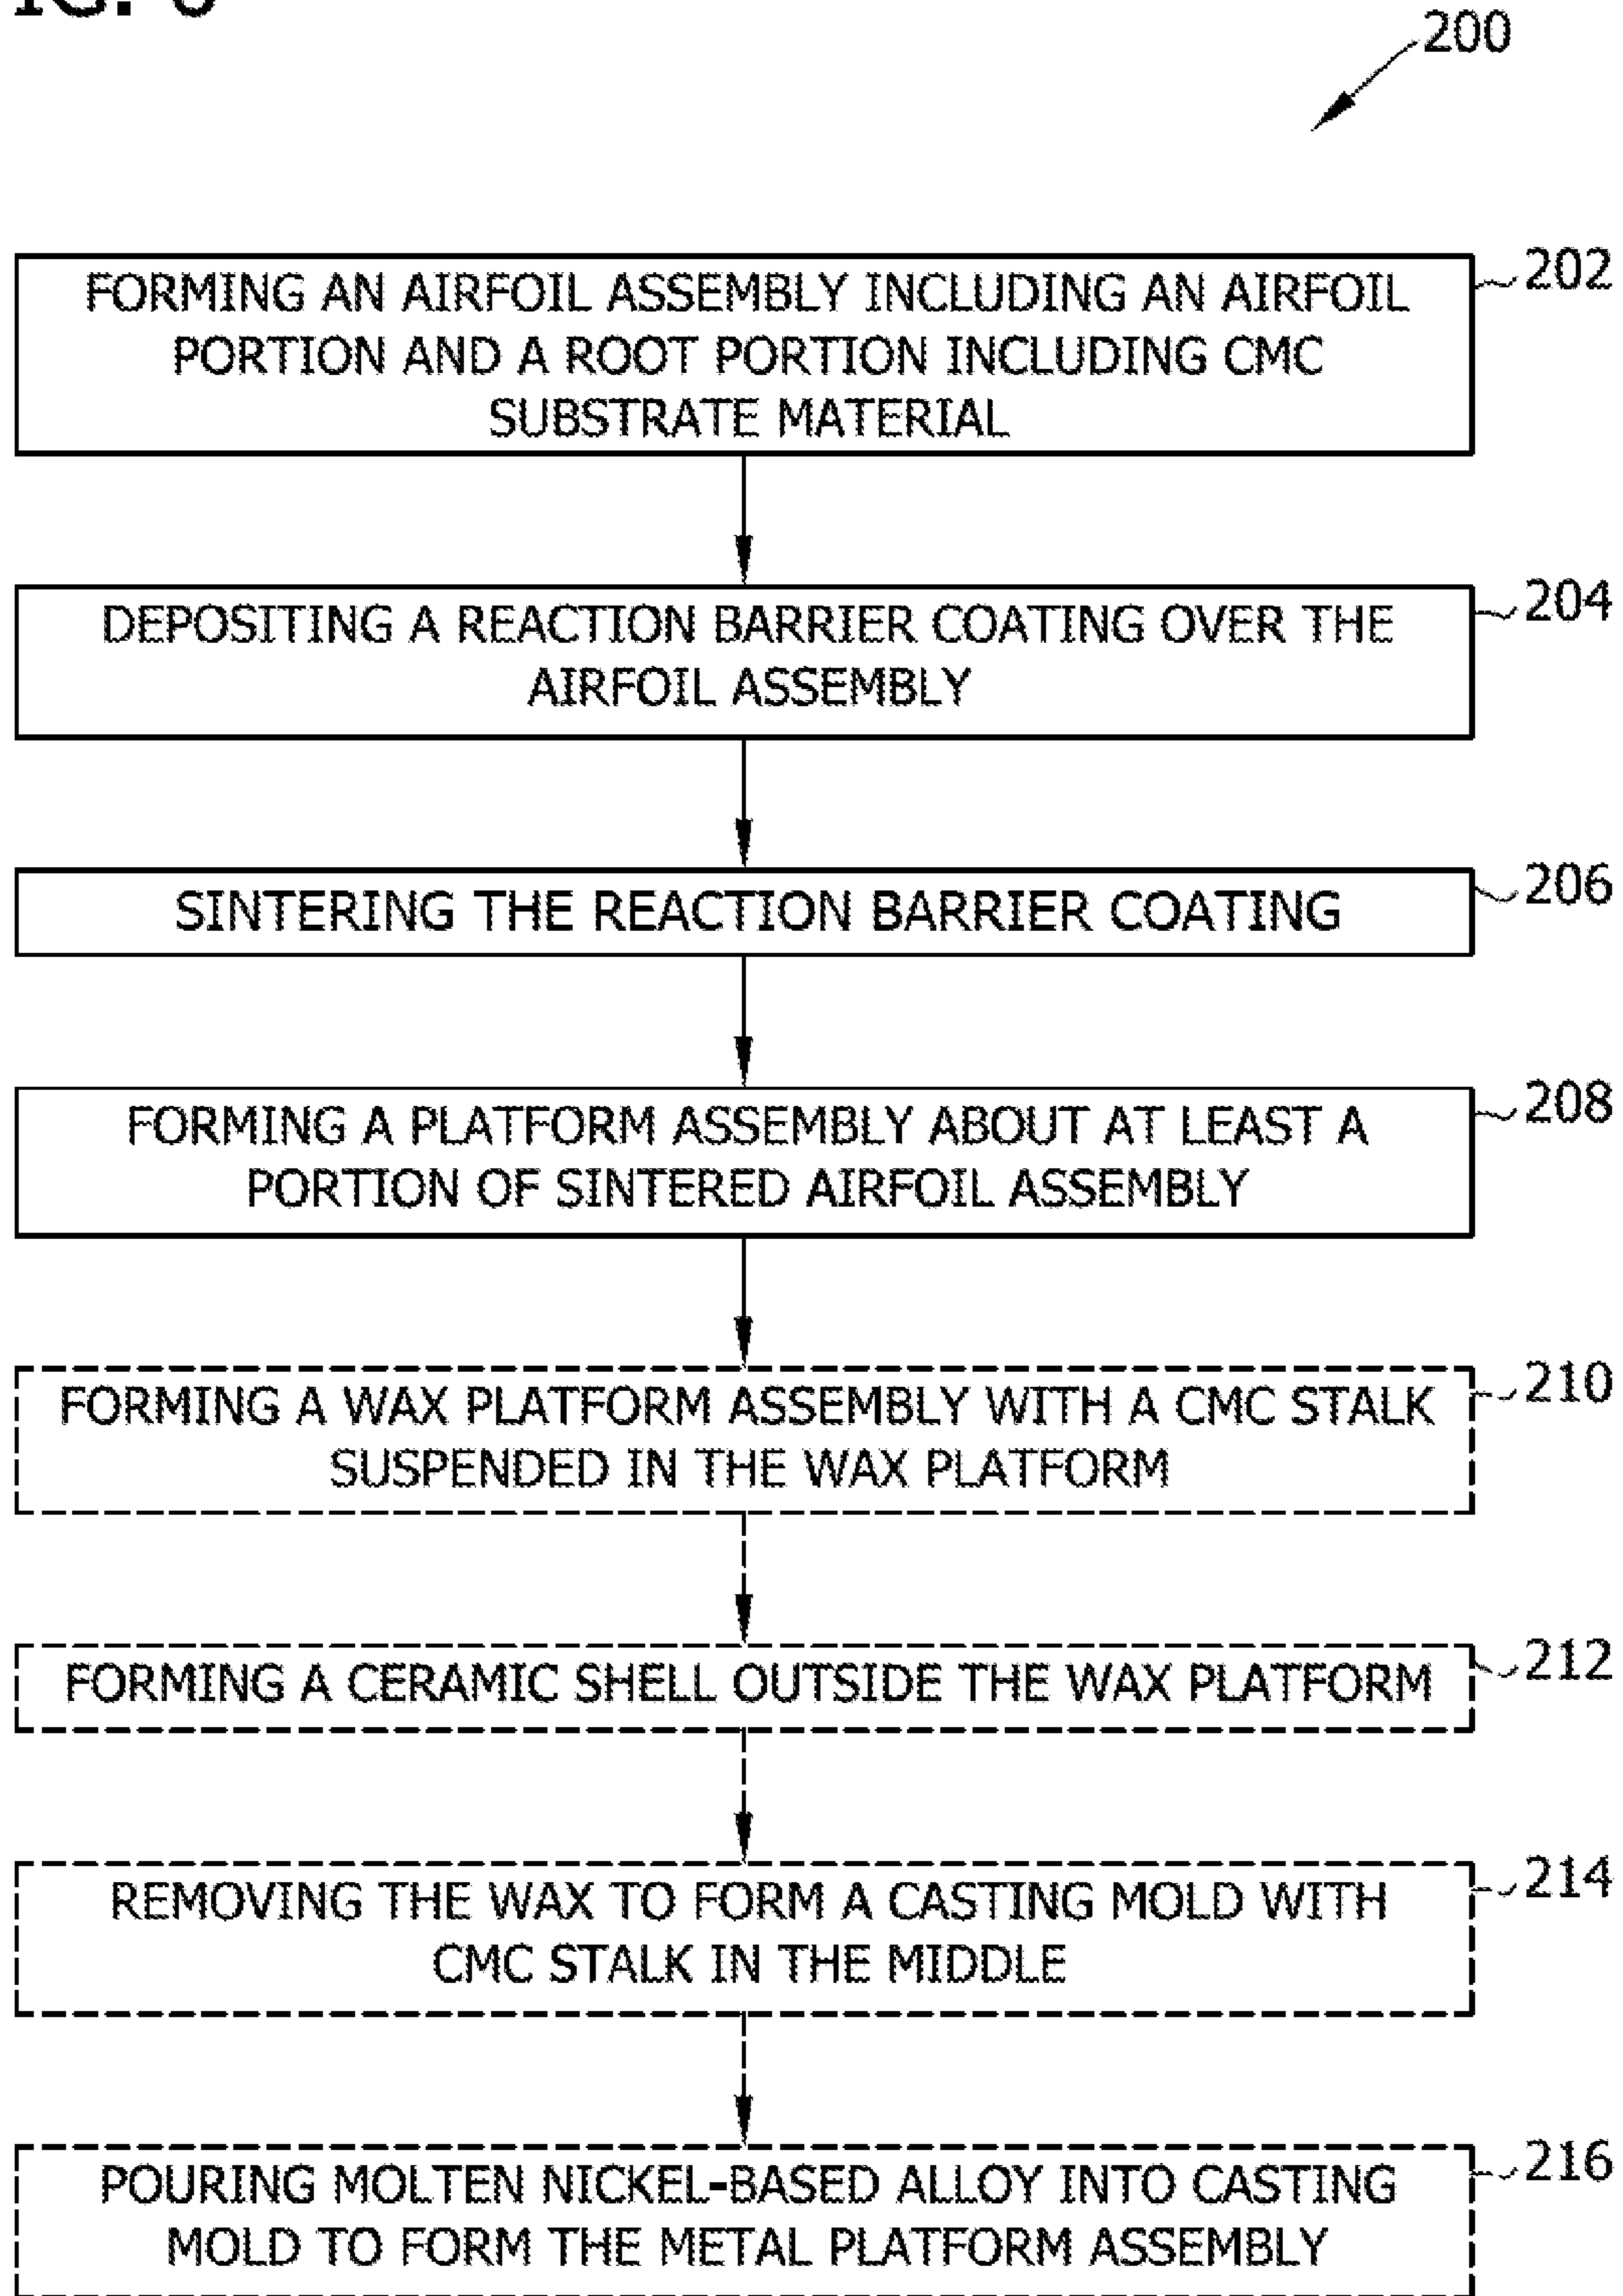 200
FORMING AN AIRFOIL ASSEMBLY INCLUDING AN AIRFOIL
PORTION AND A ROOT PORTION INCLUDING CMC
SUBSTRATE MATERIAL
202
DEPOSITING A REACTION BARRIER COATING OVER THE
AIRFOIL ASSEMBLY
204
SINTERING THE REACTION BARRIER COATING
206
FORMING A PLATFORM ASSEMBLY ABOUT AT LEAST A
PORTION OF SINTERED AIRFOIL ASSEMBLY
208
FORMING A WAX PLATFORM ASSEMBLY WITH A CMC STALK
SUSPENDED IN THE WAX PLATFORM
210
FORMING A CERAMIC SHELL OUTSIDE THE WAX PLATFORM
212
REMOVING THE WAX TO FORM A CASTING MOLD WITH
CMC STALK IN THE MIDDLE
214
POURING MOLTEN NICKEL-BASED ALLOY INTO CASTING
MOLD TO FORM THE METAL PLATFORM ASSEMBLY
216